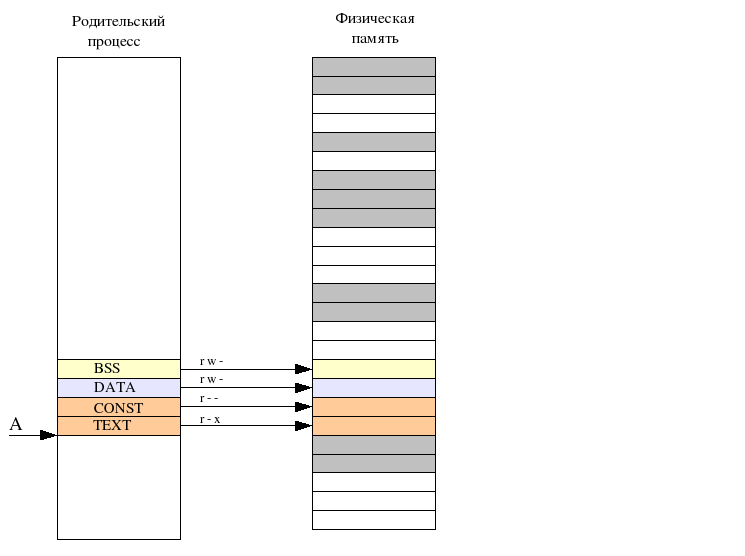 Родительский
процесс
Физическая
память
BSS
r w -
DATA
r w -
CONST
r - -
TEXT
r - x
A